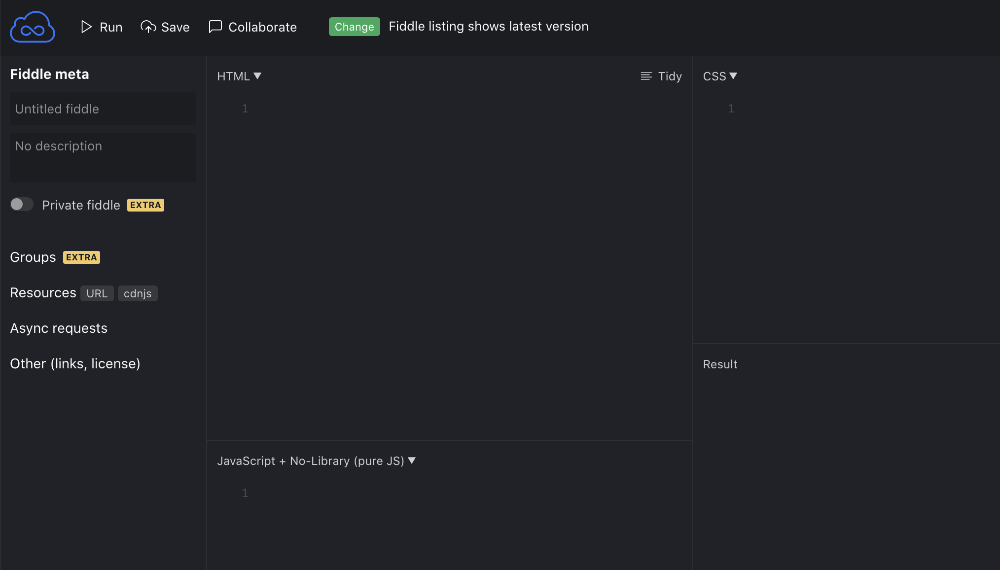 Run Save Collaborate Change Fiddle listing shows latest version
Fiddle meta
Untitled fiddle
No description
Private fiddle EXTRA
Groups EXTRA
Resources URL cdnjs
Async requests
Other (links, license)
HTML ▼ Tidy
1
JavaScript + No-Library (pure JS) ▼
1
CSS ▼
1
Result